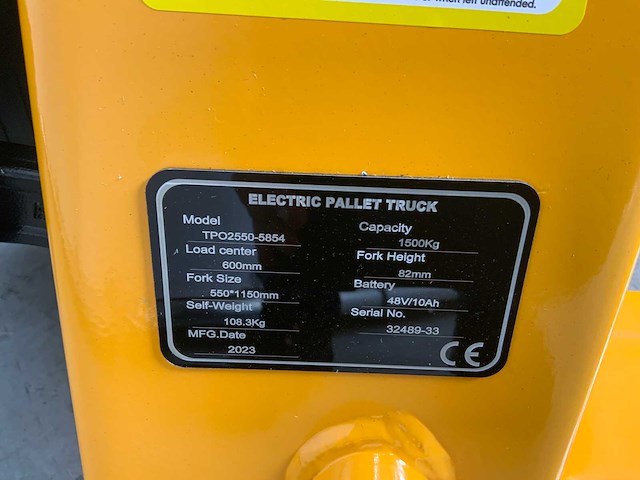 when left unattended.
ELECTRIC PALLET TRUCK
Model TPO2550-5854
Load center 600mm
Fork Size 550*1150mm
Self-Weight 108.3Kg
MFG.Date 2023
Capacity 1500Kg
Fork Height 82mm
Battery 48V/10Ah
Serial No. 32489-33
CE